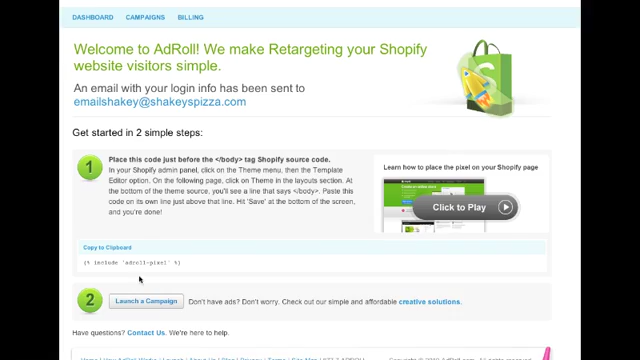 DASHBOARD CAMPAIGNS BILLING
Welcome to AdRoll! We make Retargeting your Shopify
website visitors simple.
An email with your login info has been sent to
emailshakey@shakeyspizza.com
Get started in 2 simple steps:
1
Place this code just before the </body> tag Shopify source code.
In your Shopify admin panel, click on the Theme menu, then the Template
Editor option. On the following page, click on Theme in the layouts section. At
the bottom of the theme source, you'll see a line that says </body>. Paste this
code on its own line just above that line. Hit 'Save' at the bottom of the screen,
and you're done!
Learn how to place the pixel on your Shopify page
Click to Play
Copy to Clipboard
{% include 'adroll-pixel' %}
2
Launch a Campaign
Don't have ads? Don't worry. Check out our simple and affordable creative solutions.
Have questions? Contact Us. We're here to help.